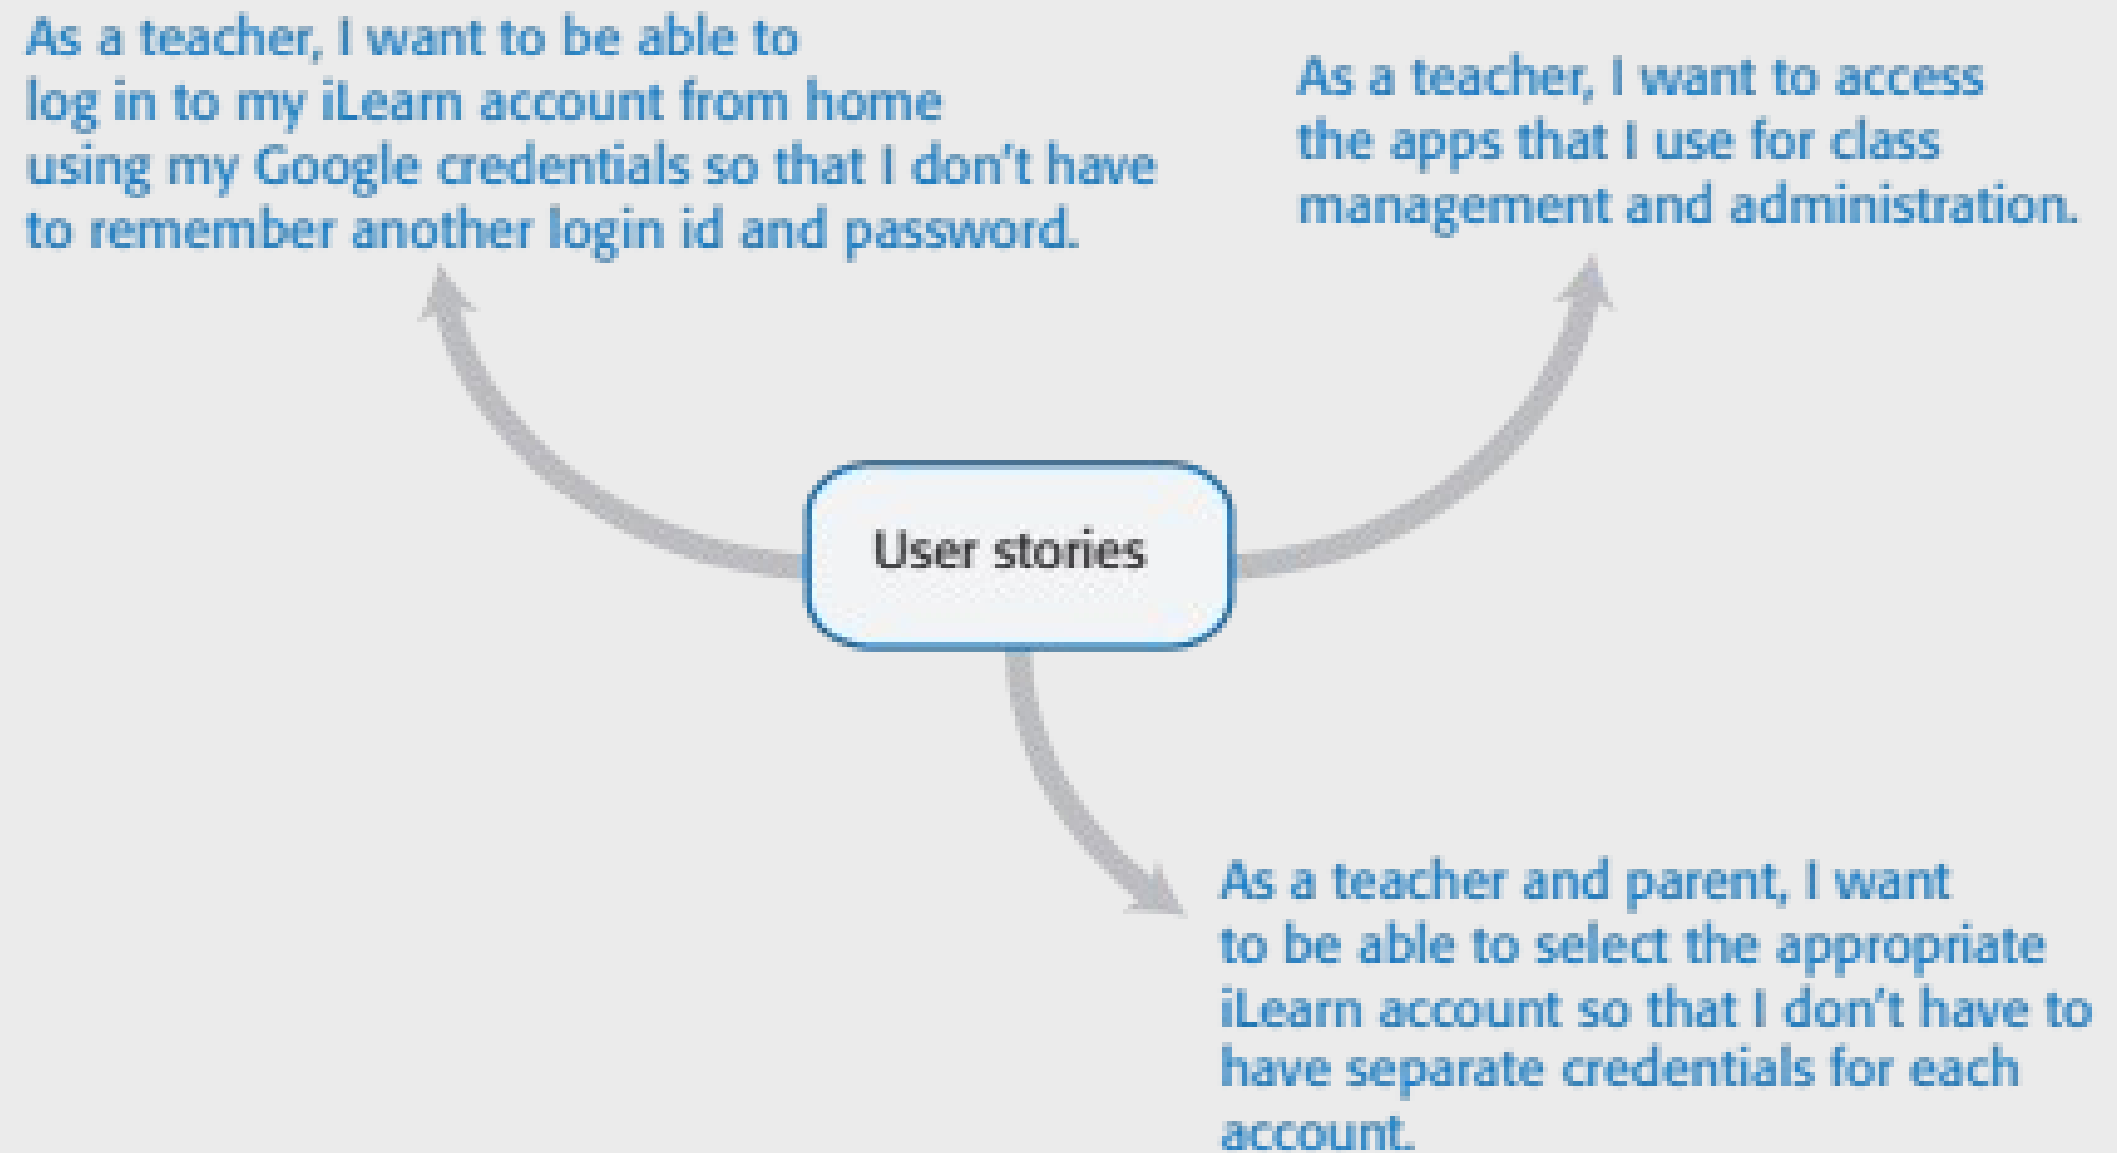 As a teacher, I want to be able to
log in to my iLearn account from home
using my Google credentials so that I don't have
to remember another login id and password.
As a teacher, I want to access
the apps that I use for class
management and administration.
User stories
As a teacher and parent, I want
to be able to select the appropriate
iLearn account so that I don't have to
have separate credentials for each
account.